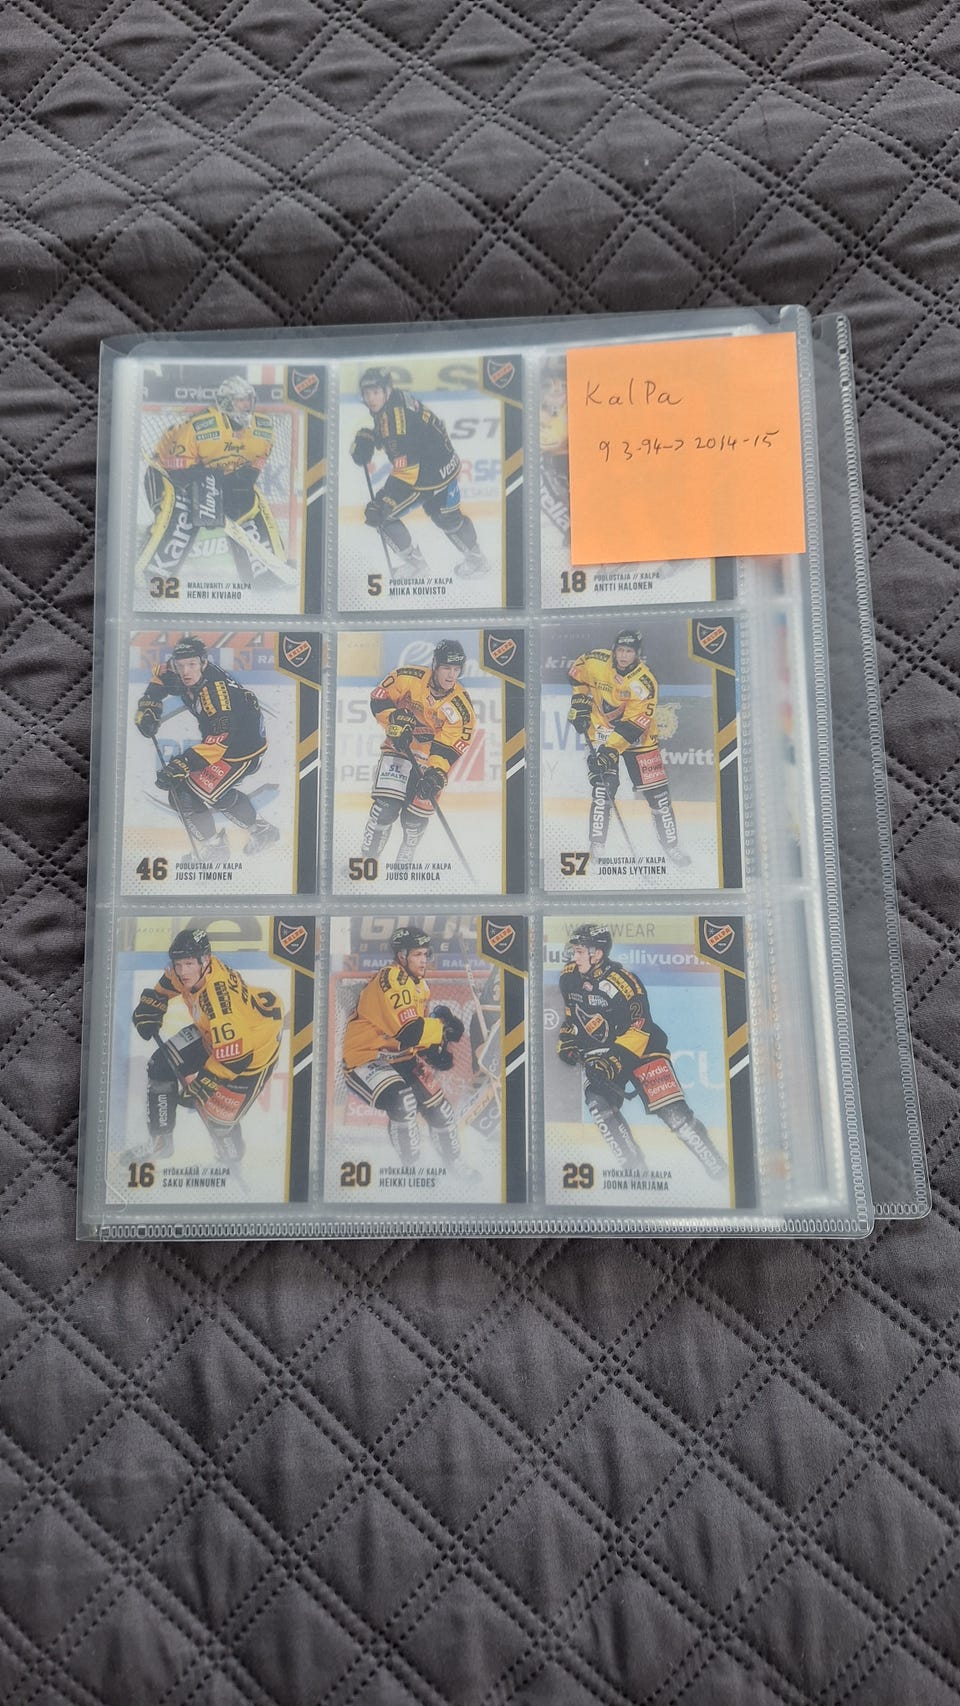 KalPa
93-94-> 2014-15
32 MAALIVAHTI // KALPA
HENRI KIVIAHO
5 PUOLUSTAJA // KALPA
MIIKA KOIVISTO
18 PUOLUSTAJA // KALPA
ANTTI HALONEN
46 PUOLUSTAJA // KALPA
JUSSI TIMONEN
50 PUOLUSTAJA // KALPA
JUUSO RIIKOLA
57 PUOLUSTAJA // KALPA
JOONAS LYYTINEN
16 HYÖKKÄÄJÄ // KALPA
SAKU KINNUNEN
20 HYÖKKÄÄJÄ // KALPA
HEIKKI LIEDES
29 HYÖKKÄÄJÄ // KALPA
JOONA HARJAMA